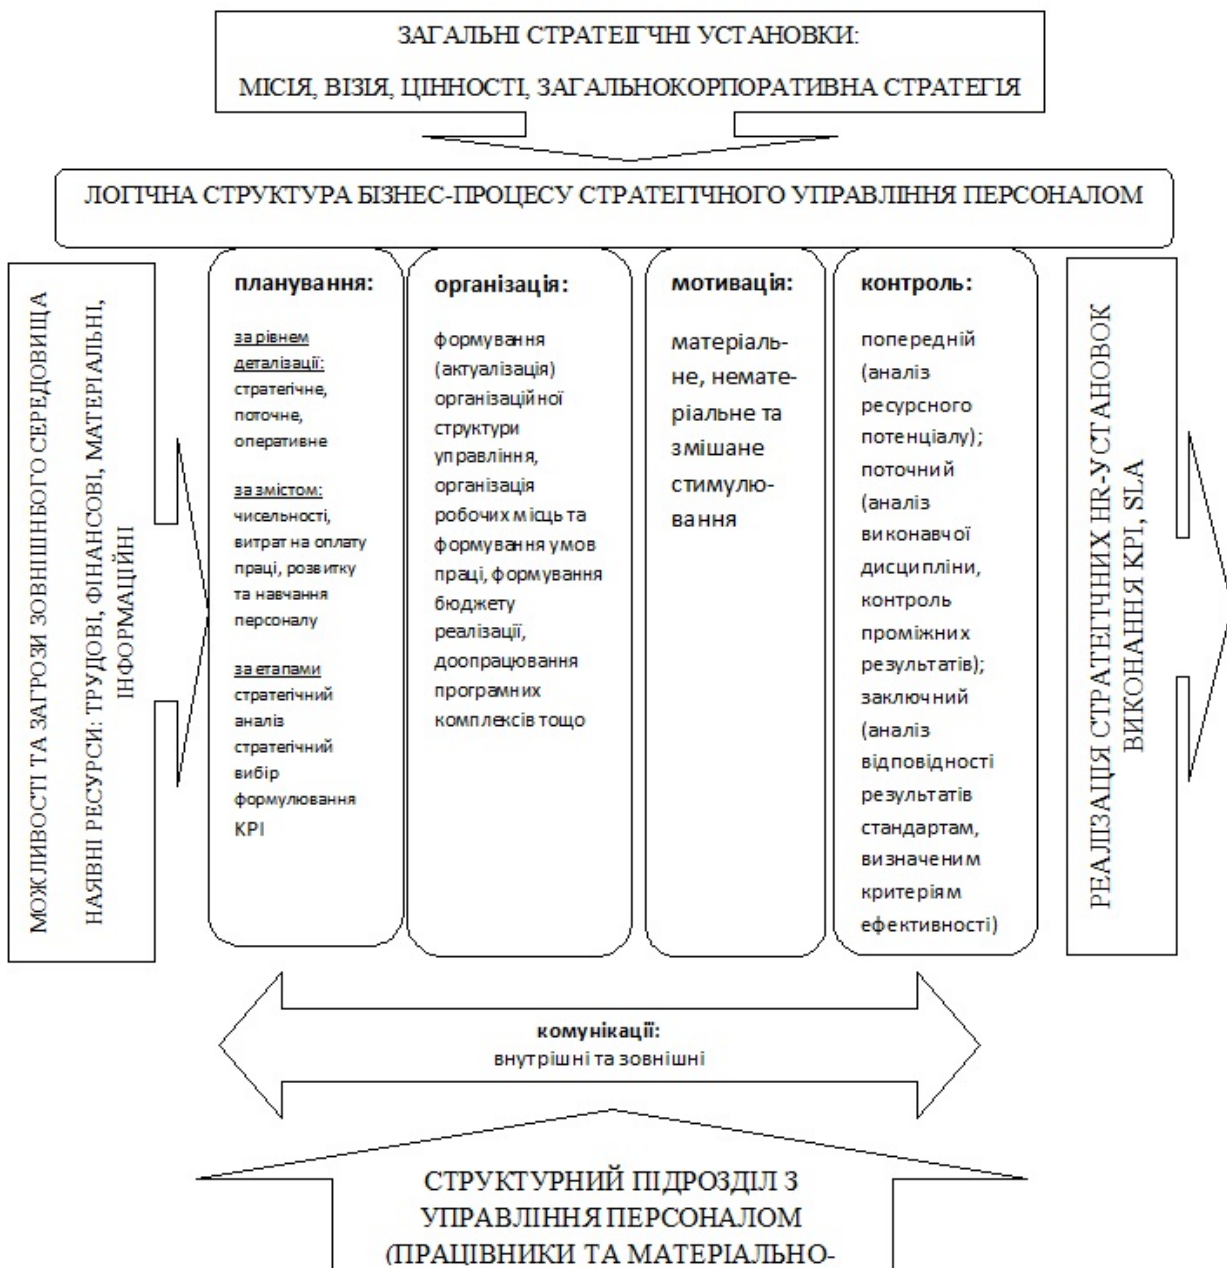 ЗАГАЛЬНІ СТРАТЕІГЧНІ УСТАНОВКИ:
МІСІЯ, ВІЗІЯ, ЦІННОСТІ, ЗАГАЛЬНОКОРПОРАТИВНА СТРАТЕГІЯ
ЛОГІЧНА СТРУКТУРА БІЗНЕС-ПРОЦЕСУ СТРАТЕГІЧНОГО УПРАВЛІННЯ ПЕРСОНАЛОМ
МОЖЛИВОСТІ ТА ЗАГРОЗИ ЗОВНІШНЬОГО СЕРЕДОВИЩА
НАЯВНІ РЕСУРСИ: ТРУДОВІ, ФІНАНСОВІ, МАТЕРІАЛЬНІ,
ІНФОРМАЦІЙНІ
планування:
за рівнем
деталізації:
стратегічне,
поточне,
оперативне
за змістом:
чисельності,
витрат на оплату
праці, розвитку
та навчання
персоналу
за етапами
стратегічний
аналіз
стратегічний
вибір
формулювання
KPI
організація:
формування
(актуалізація)
організаційної
структури
управління,
організація
робочих місць та
формування умов
праці, формування
бюджету
реалізації,
доопрацювання
програмних
комплексів тощо
мотивація:
матеріаль-
не, немате-
ріальне та
змішане
стимулю-
вання
контроль:
попередній
(аналіз
ресурсного
потенціалу);
поточний
(аналіз
виконавчої
дисципліни,
контроль
проміжних
результатів);
заключний
(аналіз
відповідності
результатів
стандартам,
визначеним
критеріям
ефективності)
РЕАЛІЗАЦІЯ СТРАТЕГІЧНИХ HR-УСТАНОВОК
ВИКОНАННЯ KPI, SLA
комунікації:
внутрішні та зовнішні
СТРУКТУРНИЙ ПІДРОЗДІЛ З
УПРАВЛІННЯ ПЕРСОНАЛОМ
(ПРАЦІВНИКИ ТА МАТЕРІАЛЬНО-